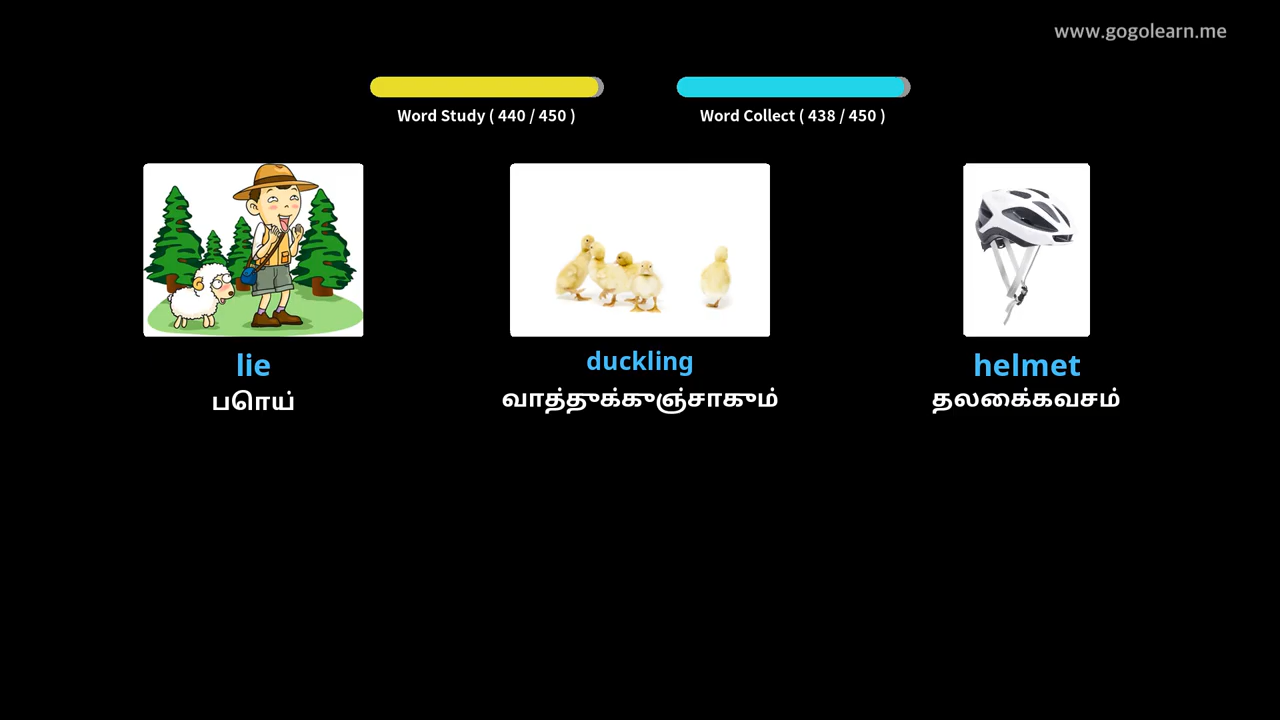 www.gogolearn.me
Word Study ( 440 / 450 )
Word Collect ( 438 / 450 )
lie
duckling
helmet
பொய்
வாத்துக்குஞ்சாகும்
தலைக்கவசம்